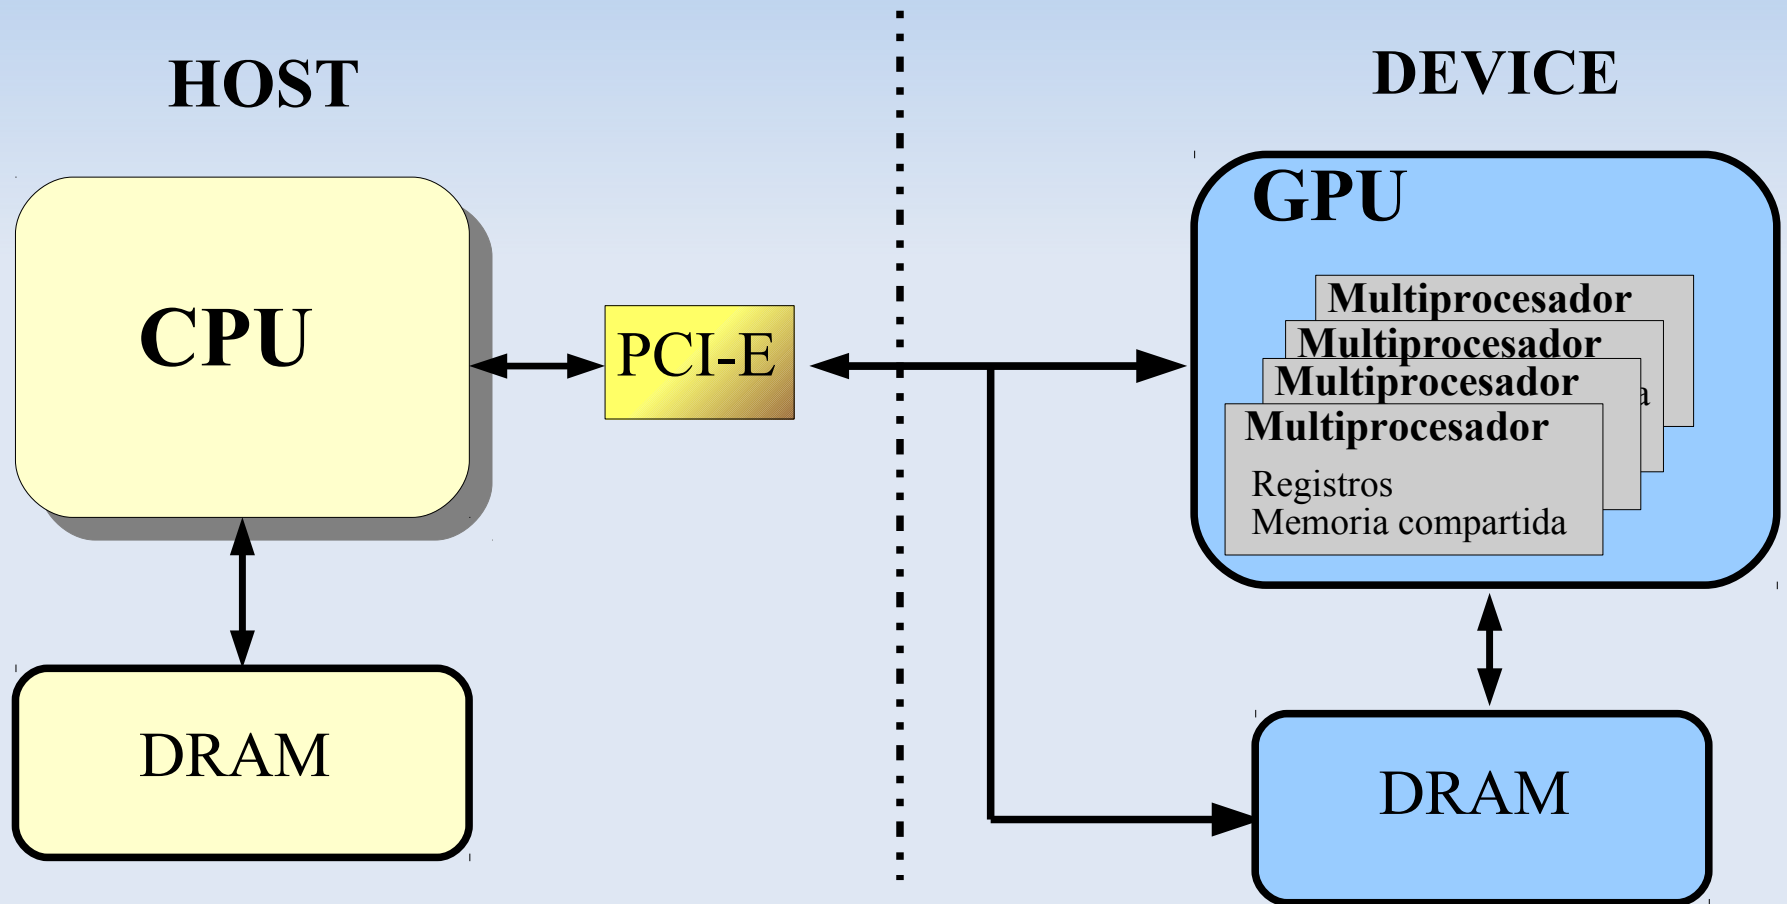 HOST
DEVICE
CPU
PCI-E
DRAM
GPU
Multiprocesador
Multiprocesador
Multiprocesador
a
Multiprocesador
Registros
Memoria compartida
DRAM